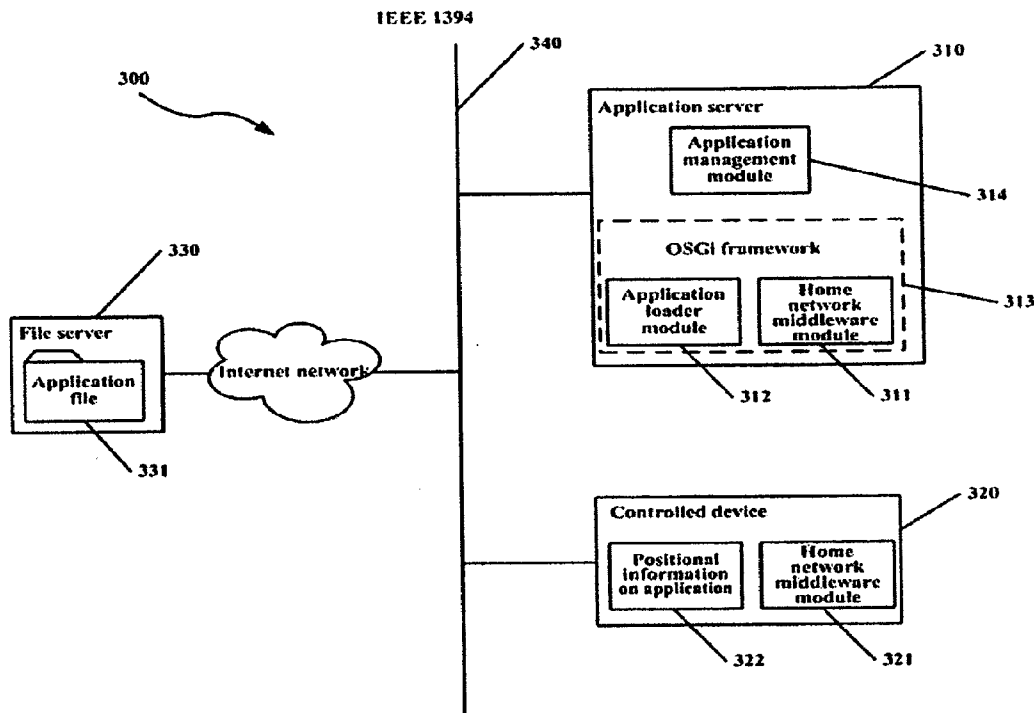 IEEE 1394
340
310
300
Application server
Application
management
module
314
OSGi framework
330
313
Application
loader
module
Home
network
middleware
module
File server
Application
file
Internet network
312
311
331
320
Controlled device
Positional
information
on application
Home
network
middleware
module
322
321